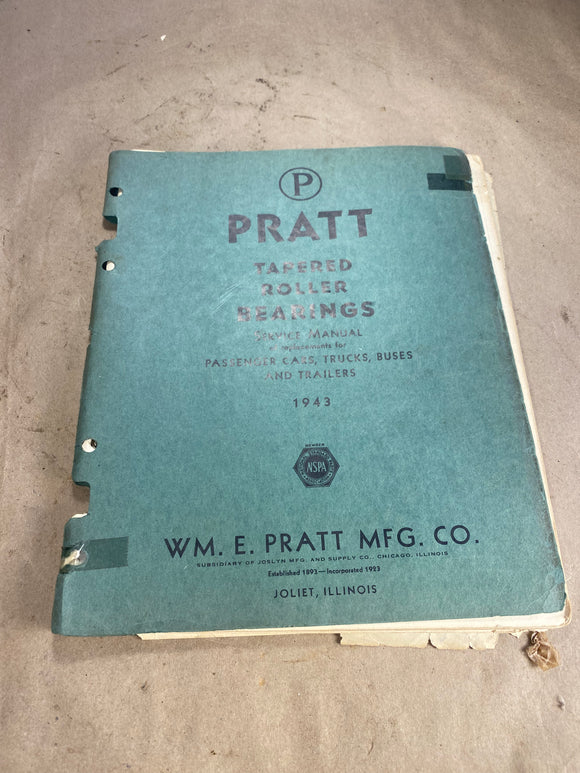 P
PRATT
TAPERED
ROLLER
BEARINGS
SERVICE MANUAL
of replacements for
PASSENGER CARS, TRUCKS, BUSES
AND TRAILERS
1943
MEMBER
NSPA
WM. E. PRATT MFG. CO.
SUBSIDIARY OF JOSLYN MFG. AND SUPPLY CO., CHICAGO, ILLINOIS
Established 1893—Incorporated 1923
JOLIET, ILLINOIS